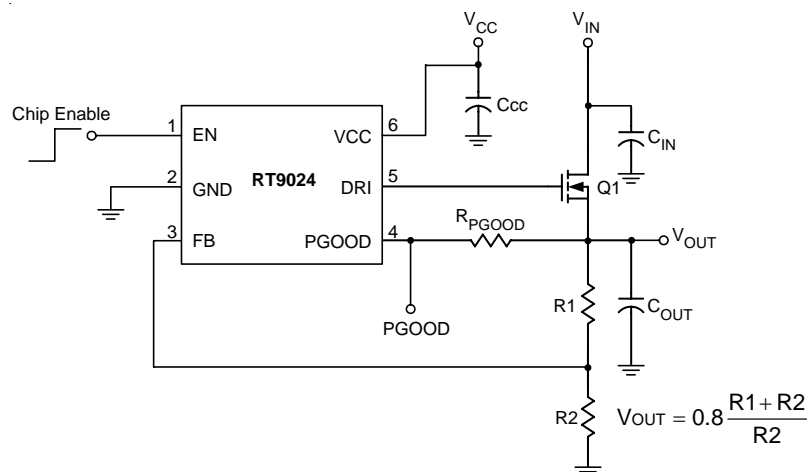 VCC
VIN
Ccc
Chip Enable
1
EN
VCC
6
CIN
2
GND
RT9024
DRI
5
Q1
3
FB
PGOOD
4
RPGOOD
VOUT
PGOOD
R1
COUT
R2
VOUT = 0.8 R1 + R2 / R2